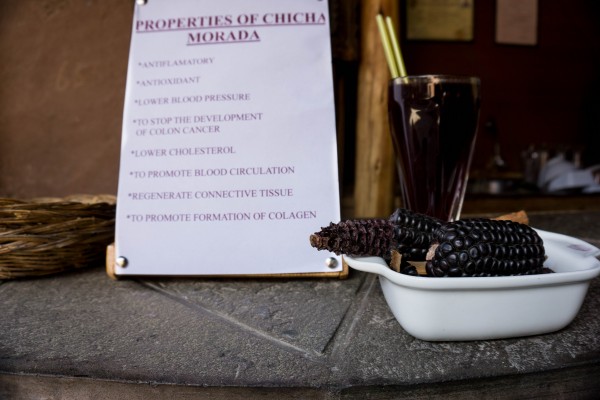 PROPERTIES OF CHICHA
MORADA
*ANTIFLAMATORY
*ANTIOXIDANT
*LOWER BLOOD PRESSURE
*TO STOP THE DEVELOPMENT
OF COLON CANCER
*LOWER CHOLESTEROL
*TO PROMOTE BLOOD CIRCULATION
*REGENERATE CONNECTIVE TISSUE
*TO PROMOTE FORMATION OF COLAGEN